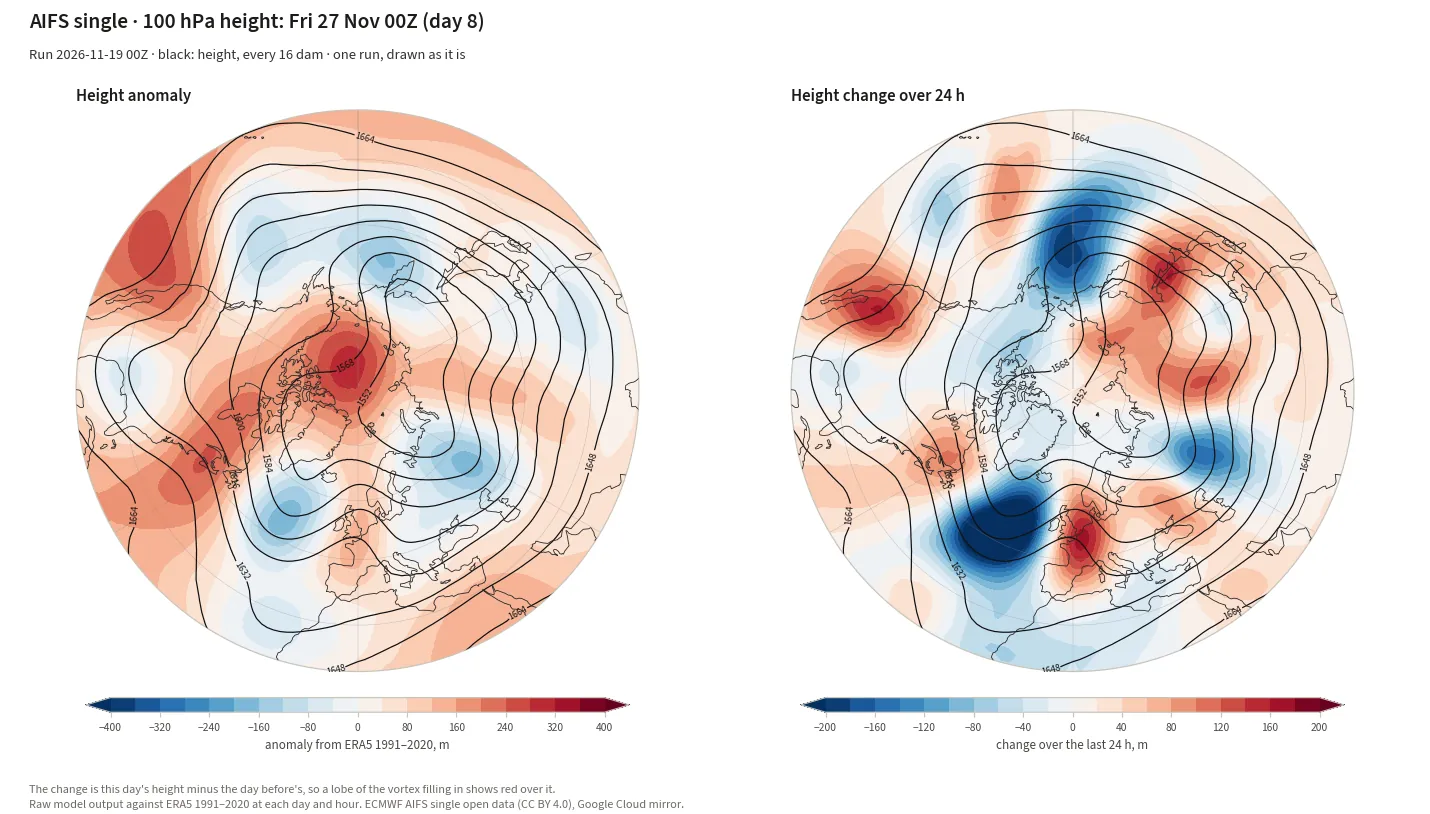 AIFS single · 100 hPa height: Fri 27 Nov 00Z (day 8)
Run 2026-11-19 00Z · black: height, every 16 dam · one run, drawn as it is
Height anomaly
Height change over 24 h
1664
1568
1552
1600
1584
1616
1664
1632
1648
1664
1648
1664
1568
1552
1600
1584
1616
1664
1632
1648
1664
1648
−400 −320 −240 −160 −80 0 80 160 240 320 400
anomaly from ERA5 1991–2020, m
−200 −160 −120 −80 −40 0 40 80 120 160 200
change over the last 24 h, m
The change is this day's height minus the day before's, so a lobe of the vortex filling in shows red over it.
Raw model output against ERA5 1991–2020 at each day and hour. ECMWF AIFS single open data (CC BY 4.0), Google Cloud mirror.